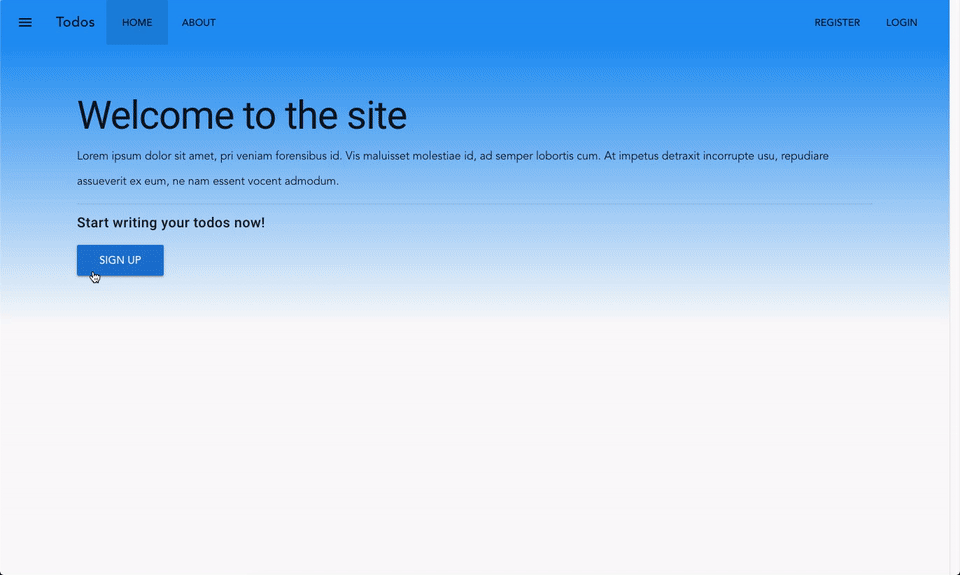 Todos HOME ABOUT REGISTER LOGIN
Welcome to the site
Lorem ipsum dolor sit amet, pri veniam forensibus id. Vis maluisset molestiae id, ad semper lobortis cum. At impetus detraxit incorrupte usu, repudiare
assueverit ex eum, ne nam essent vocent admodum.
Start writing your todos now!
SIGN UP